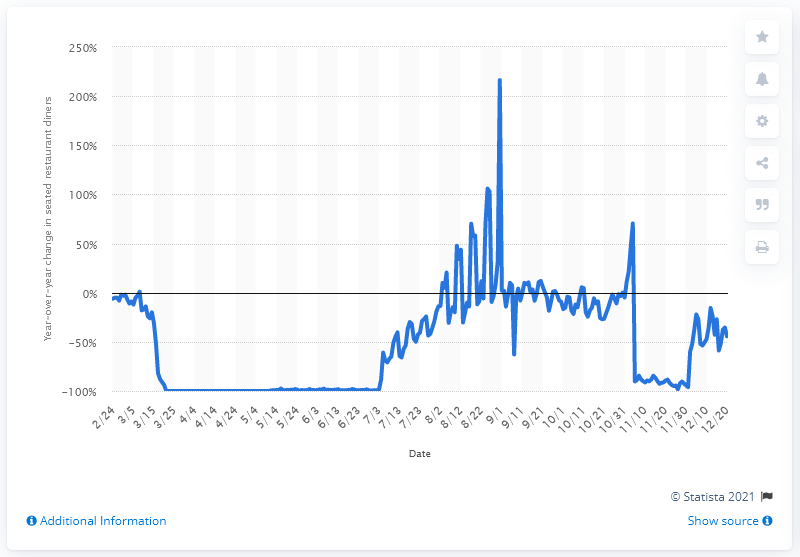 250%
200%
150%
100%
50%
0%
-50%
-100%
Year-over-year change in seated restaurant diners
2/24 3/5 3/15 3/25 4/4 4/14 4/24 5/4 5/14 5/24 6/3 6/13 6/23 7/3 7/13 7/23 8/2 8/12 8/22 9/1 9/11 9/21 10/1 10/11 10/21 10/31 11/10 11/20 11/30 12/10 12/20
Date
© Statista 2021
Additional Information Show source